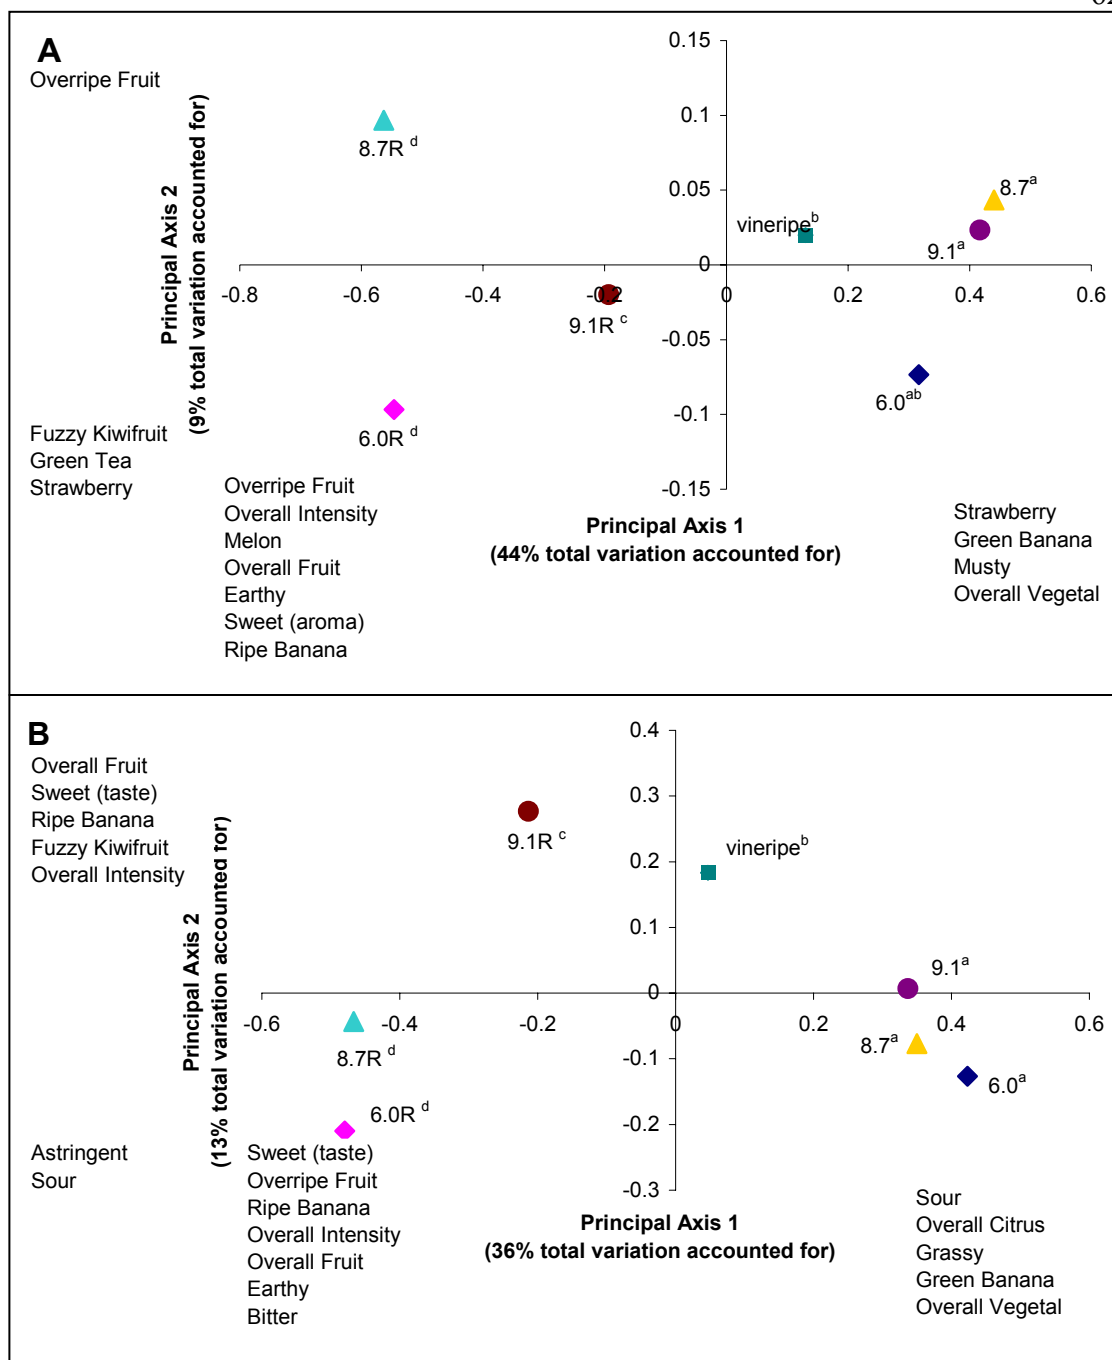 A
Overripe Fruit
Principal Axis 2
(9% total variation accounted for)
0.15
0.1
0.05
0
-0.05
-0.1
-0.15
-0.8
-0.6
-0.4
-0.2
0
0.2
0.4
0.6
8.7R d
8.7a
vineripeb
9.1a
9.1R c
6.0ab
6.0R d
Fuzzy Kiwifruit
Green Tea
Strawberry
Overripe Fruit
Overall Intensity
Melon
Overall Fruit
Earthy
Sweet (aroma)
Ripe Banana
Principal Axis 1
(44% total variation accounted for)
Strawberry
Green Banana
Musty
Overall Vegetal
B
Overall Fruit
Sweet (taste)
Ripe Banana
Fuzzy Kiwifruit
Overall Intensity
Principal Axis 2
(13% total variation accounted for)
0.4
0.3
0.2
0.1
0
-0.1
-0.2
-0.3
-0.6
-0.4
-0.2
0
0.2
0.4
0.6
9.1R c
vineripeb
9.1a
8.7a
6.0a
8.7R d
6.0R d
Astringent
Sour
Sweet (taste)
Overripe Fruit
Ripe Banana
Overall Intensity
Overall Fruit
Earthy
Bitter
Principal Axis 1
(36% total variation accounted for)
Sour
Overall Citrus
Grassy
Green Banana
Overall Vegetal